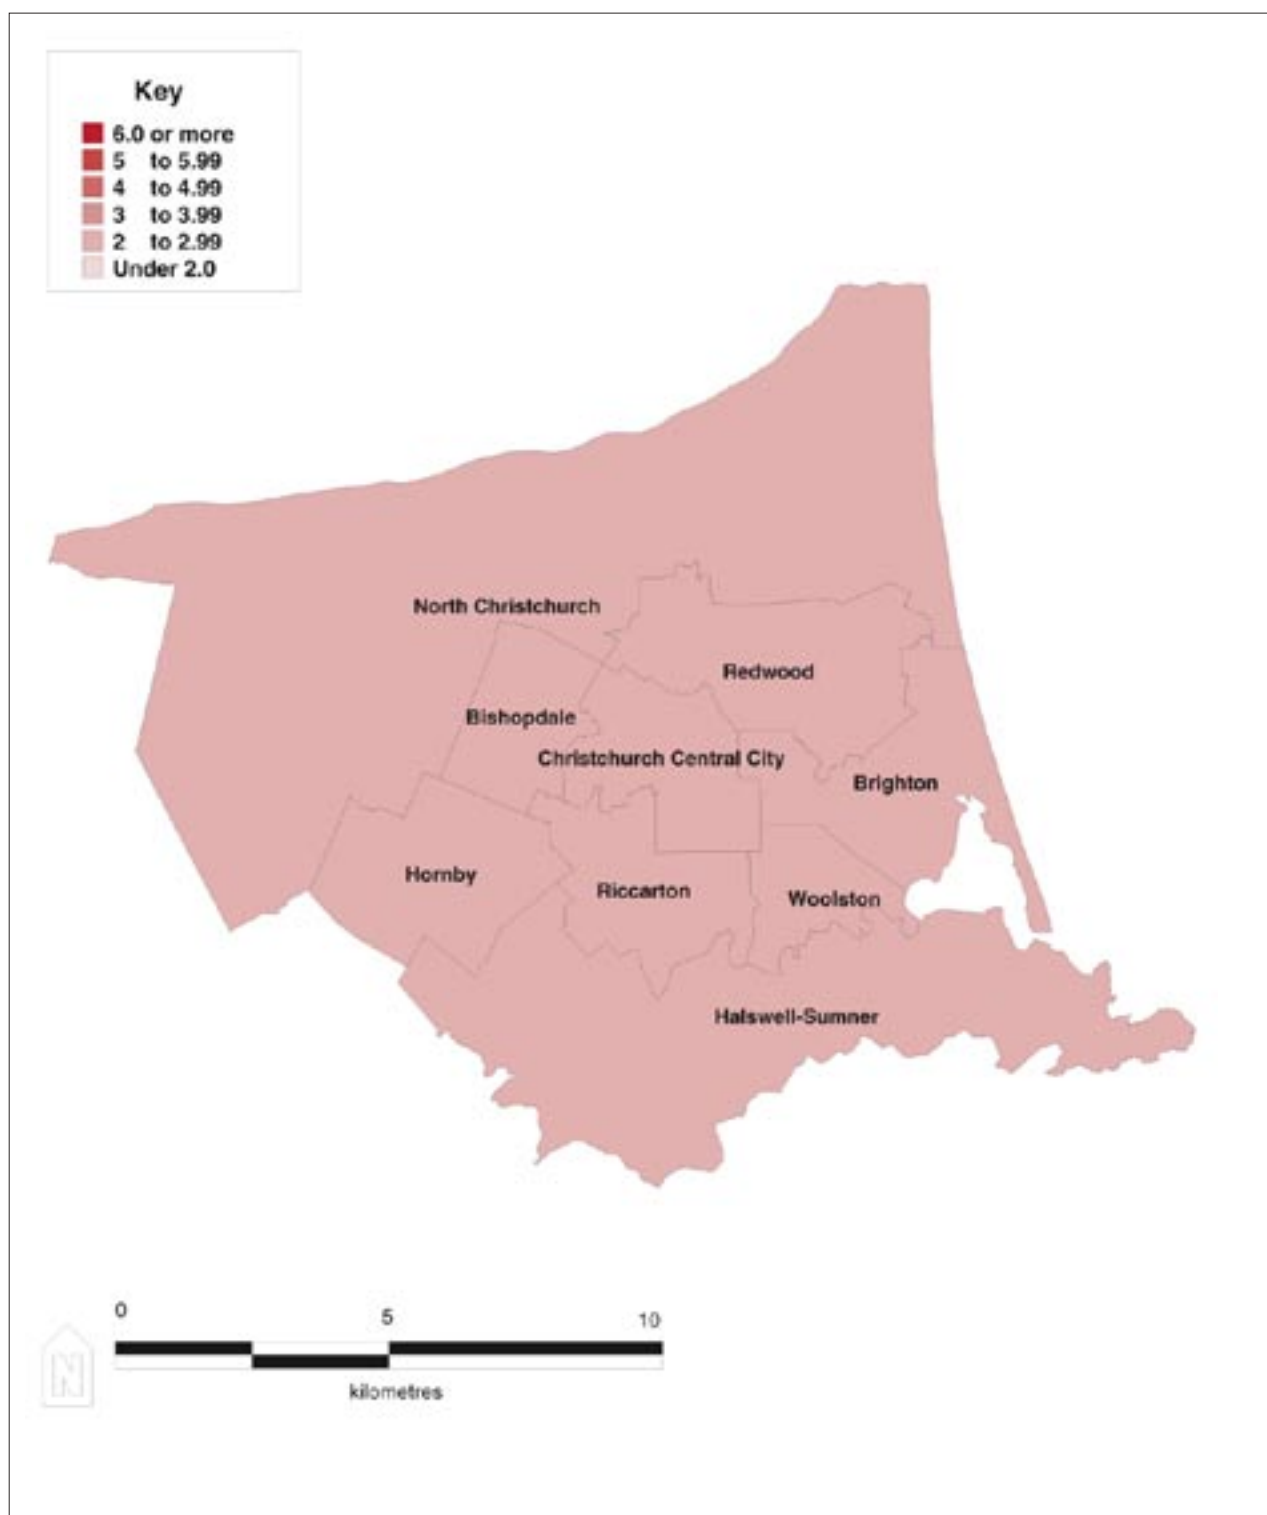 Key
6.0 or more
5 to 5.99
4 to 4.99
3 to 3.99
2 to 2.99
Under 2.0
North Christchurch
Redwood
Bishopdale
Christchurch Central City
Brighton
Hornby
Riccarton
Woolston
Halswell-Sumner
0 5 10
N
kilometres